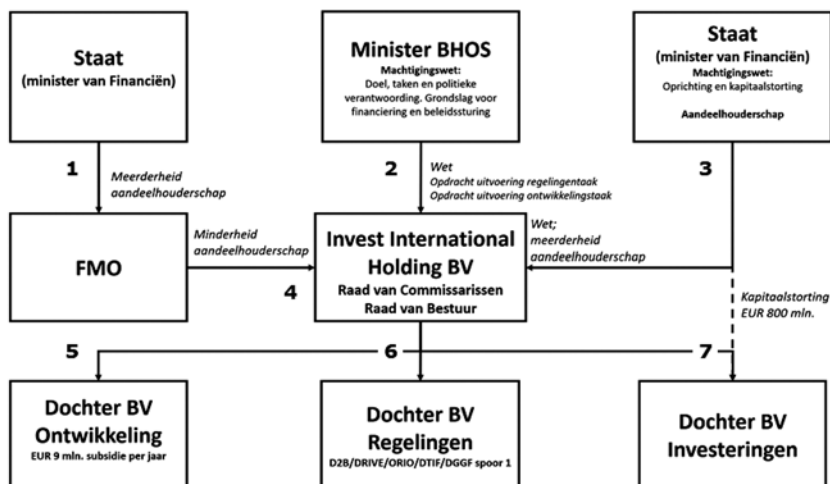 Staat
(minister van Financiën)
Minister BHOS
Machtigingswet:
Doel, taken en politieke
verantwoording. Grondslag voor
financiering en beleidssturing
Staat
(minister van Financiën)
Machtigingswet:
Oprichting en kapitaalstorting
Aandeelhouderschap
1
Meerderheid
aandeelhouderschap
2
Wet
Opdracht uitvoering regelingentaak
Opdracht uitvoering ontwikkelingstaak
3
FMO
Minderheid
aandeelhouderschap
4
Invest International
Holding BV
Raad van Commissarissen
Raad van Bestuur
Wet;
meerderheid
aandeelhouderschap
Kapitaalstorting
EUR 800 mln.
5
6
7
Dochter BV
Ontwikkeling
EUR 9 mln. subsidie per jaar
Dochter BV
Regelingen
D2B/DRIVE/ORIO/DTIF/DGGF spoor 1
Dochter BV
Investeringen